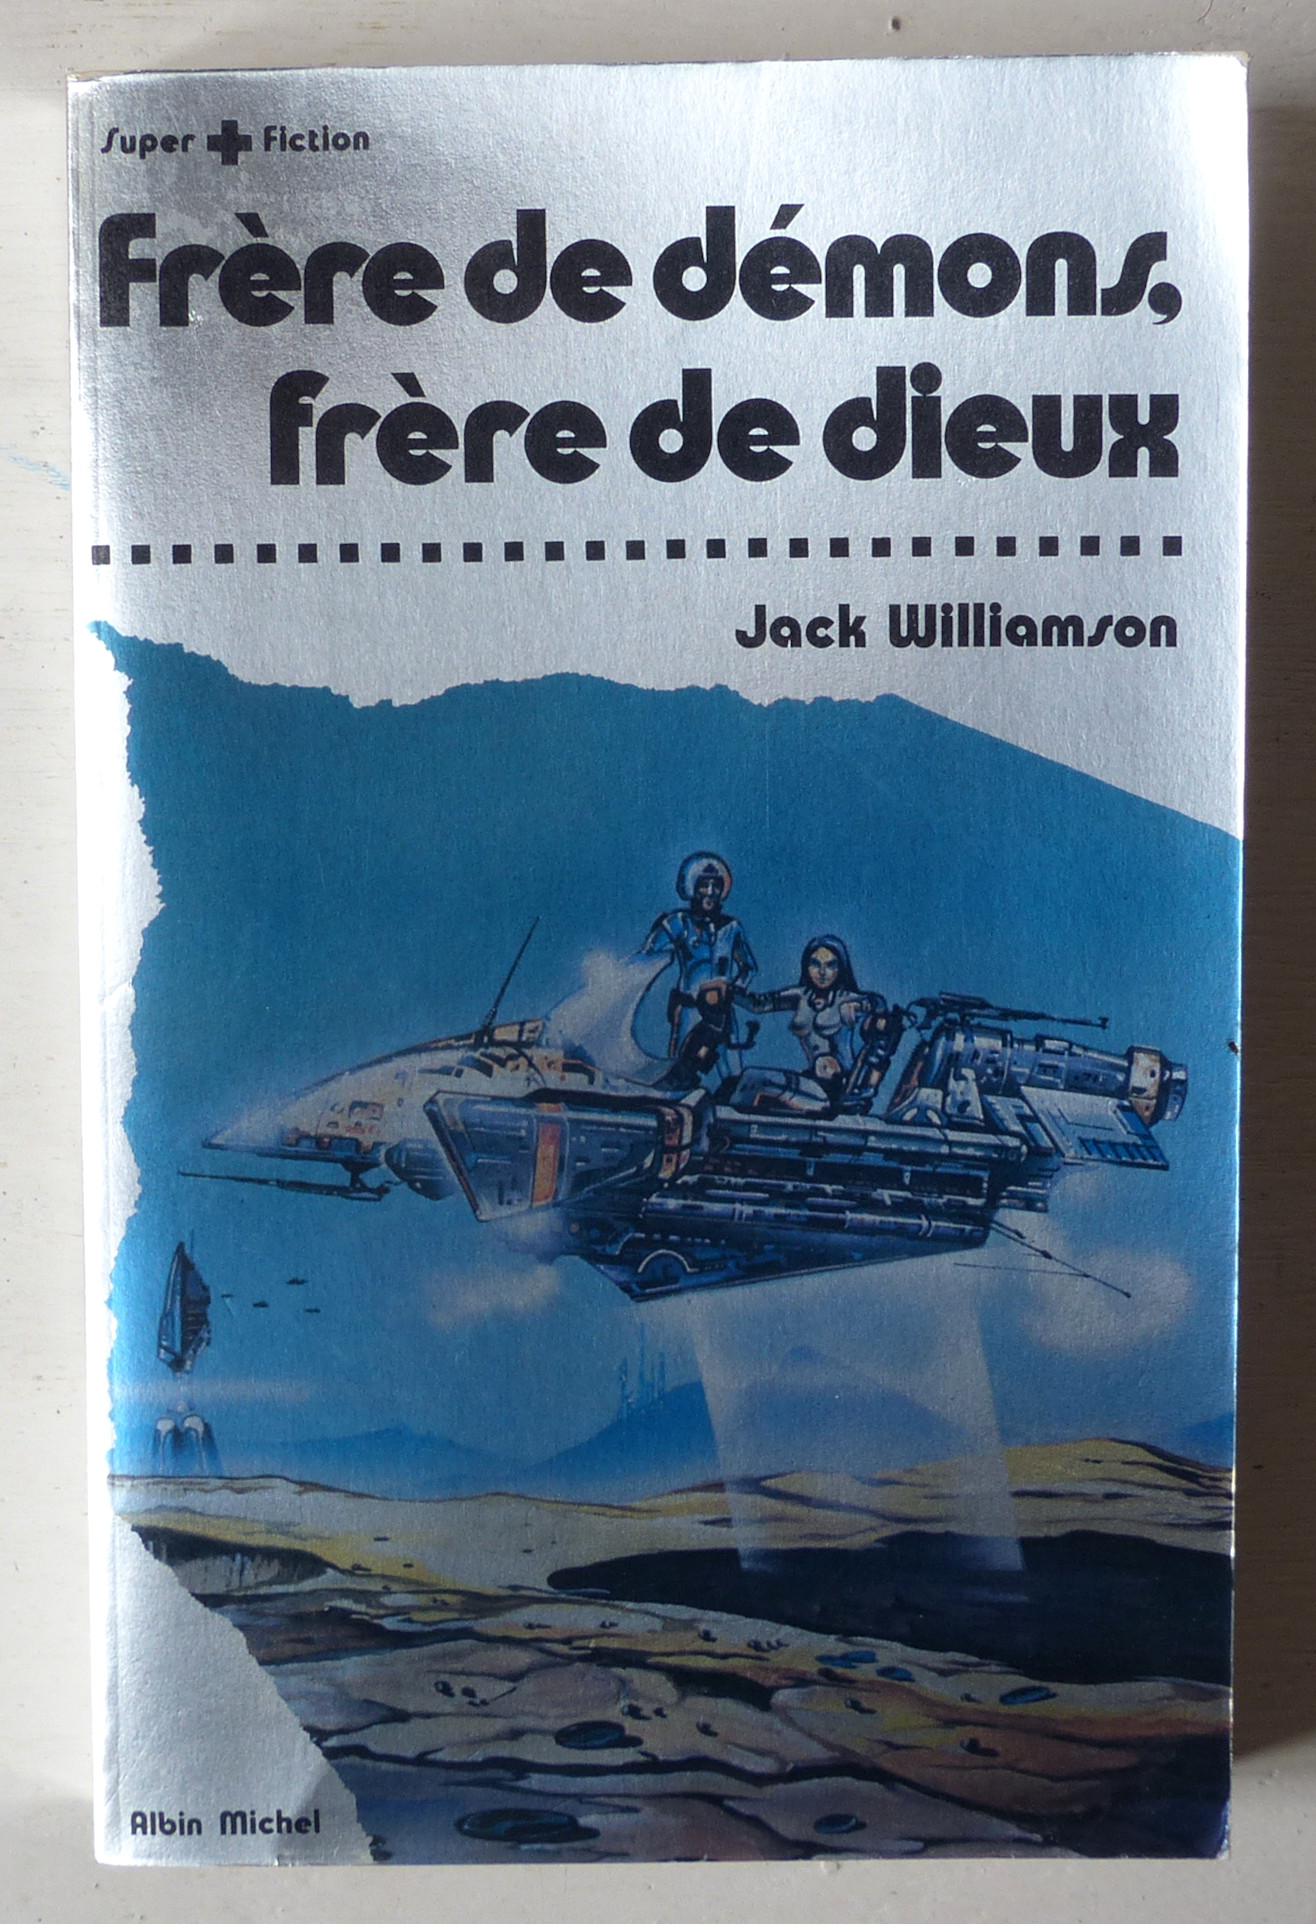 Super + Fiction
Frère de démons,
frère de dieux
Jack Williamson
Albin Michel